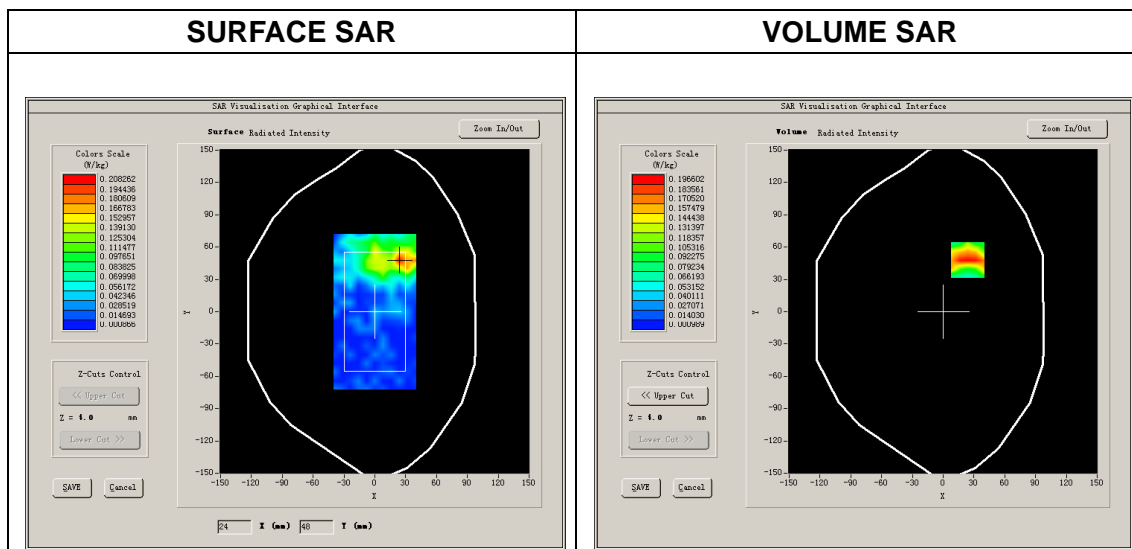 SURFACE SAR
VOLUME SAR
SAR Visualisation Graphical Interface
Surface Radiated Intensity
Zoom In/Out
Colors Scale
(W/kg)
0.208262
0.194436
0.180609
0.166783
0.152957
0.139130
0.125304
0.111477
0.097651
0.083825
0.069998
0.056172
0.042346
0.028519
0.014693
0.000866
Z-Cuts Control
<< Upper Cut
Z = 4.0 mm
Lower Cut >>
SAVE
Cancel
150
120
90
60
30
0
-30
-60
-90
-120
-150
Y
-150 -120 -90 -60 -30 0 30 60 90 120 150
X
24 X (mm) 48 Y (mm)
SAR Visualisation Graphical Interface
Volume Radiated Intensity
Zoom In/Out
Colors Scale
(W/kg)
0.196602
0.183561
0.170520
0.157479
0.144438
0.131397
0.118357
0.105316
0.092275
0.079234
0.066193
0.053152
0.040111
0.027071
0.014030
0.000989
Z-Cuts Control
<< Upper Cut
Z = 4.0 mm
Lower Cut >>
SAVE
Cancel
150
120
90
60
30
0
-30
-60
-90
-120
-150
Y
-150 -120 -90 -60 -30 0 30 60 90 120 150
X